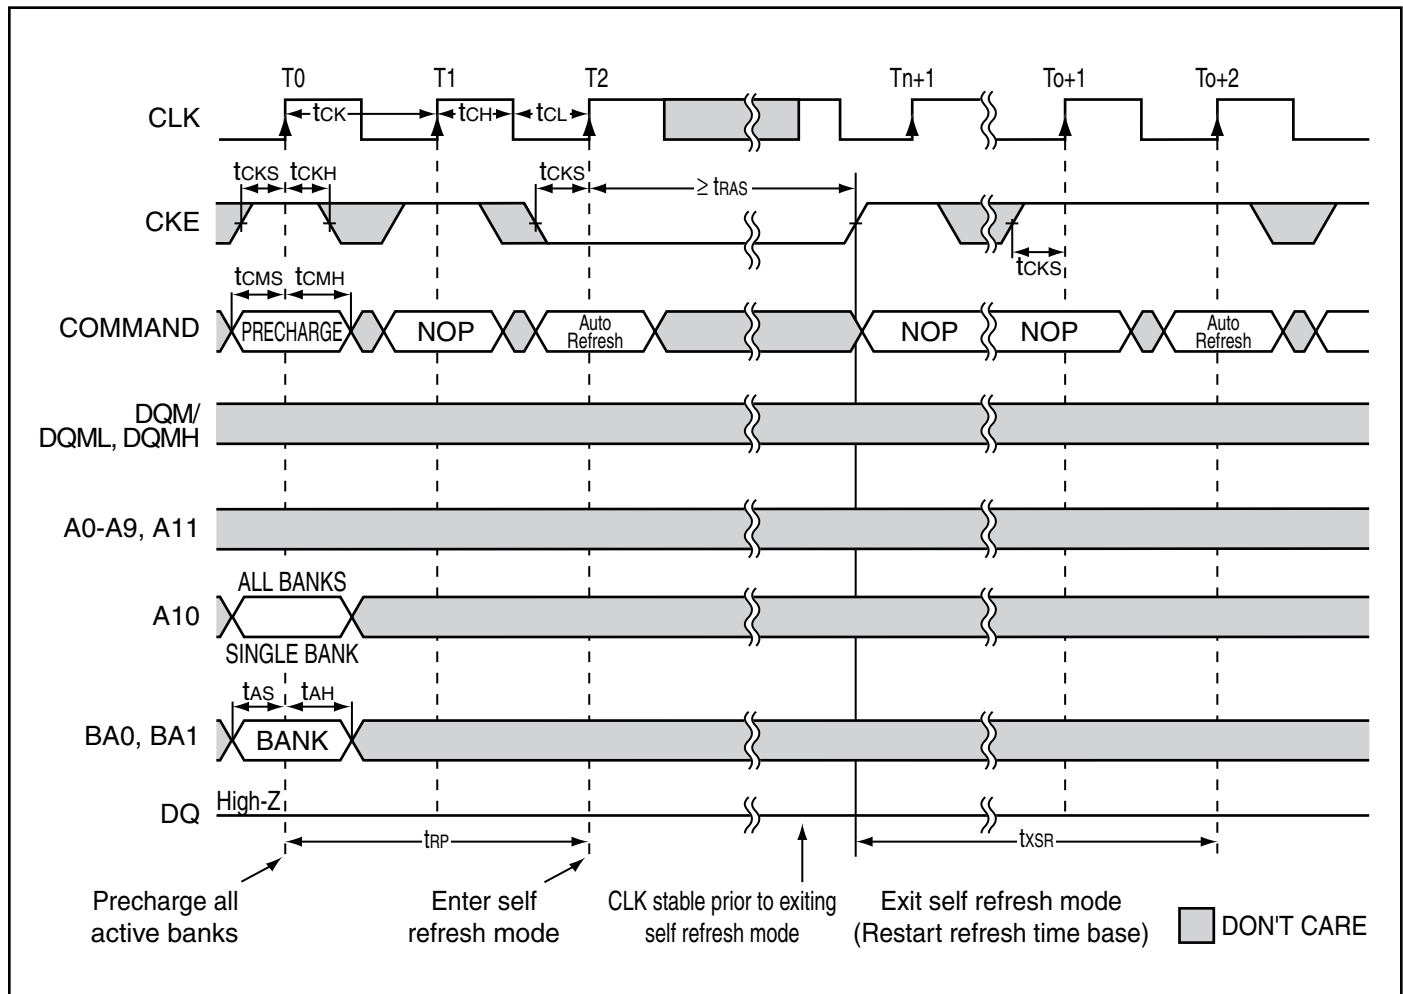 T0 T1 T2 Tn+1 To+1 To+2
CLK
tCK tCH tCL
tCKS tCKH tCKS ≥ tRAS
CKE
tCKS
tCMS tCMH
COMMAND PRECHARGE NOP Auto Refresh NOP NOP Auto Refresh
DQM/
DQML, DQMH
A0-A9, A11
ALL BANKS
A10
SINGLE BANK
tAS tAH
BA0, BA1 BANK
DQ High-Z
tRP tXSR
Precharge all
active banks
Enter self
refresh mode
CLK stable prior to exiting
self refresh mode
Exit self refresh mode
(Restart refresh time base)
DON'T CARE